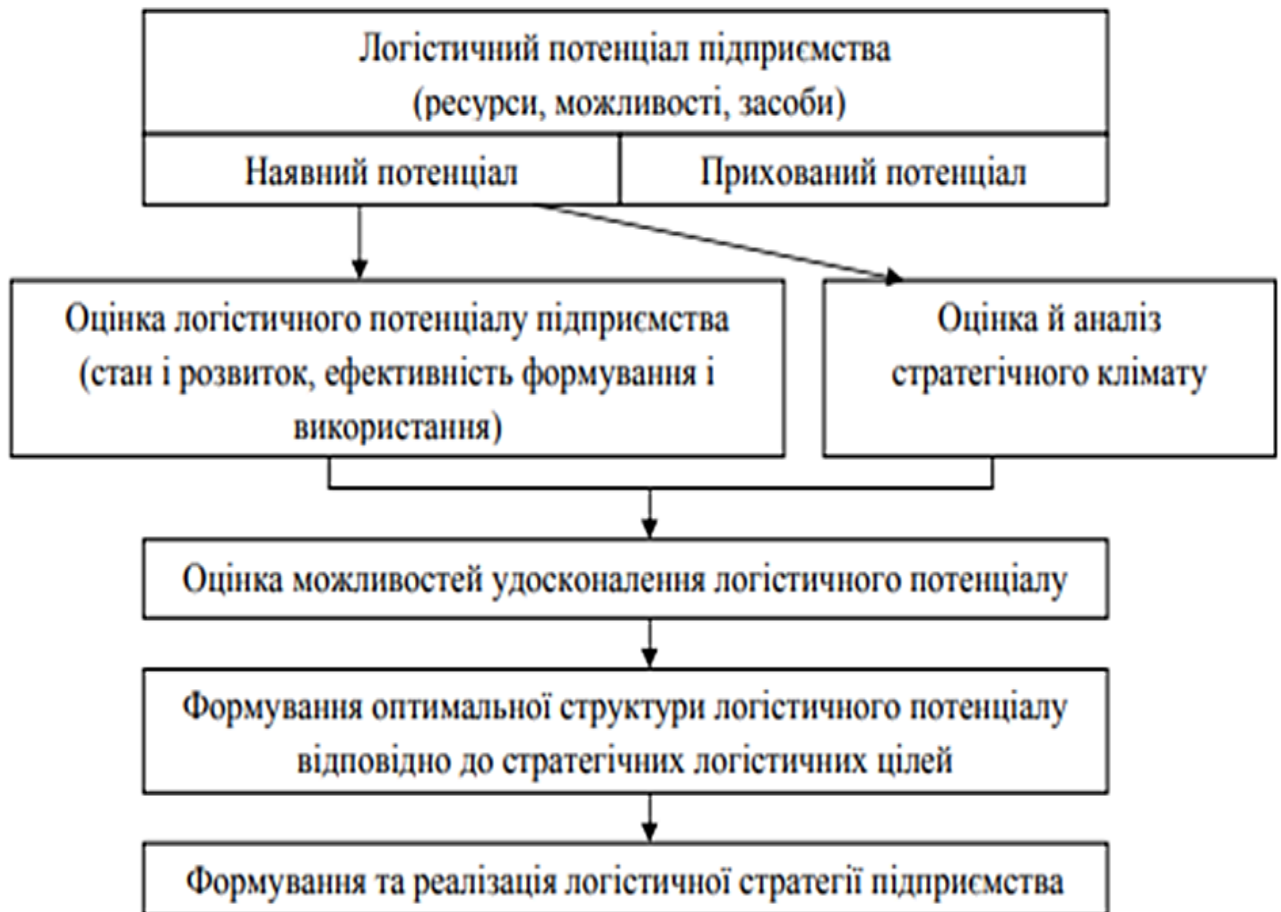 Логістичний потенціал підприємства
(ресурси, можливості, засоби)
Наявний потенціал
Прихований потенціал
Оцінка логістичного потенціалу підприємства
(стан і розвиток, ефективність формування і
використання)
Оцінка й аналіз
стратегічного клімату
Оцінка можливостей удосконалення логістичного потенціалу
Формування оптимальної структури логістичного потенціалу
відповідно до стратегічних логістичних цілей
Формування та реалізація логістичної стратегії підприємства